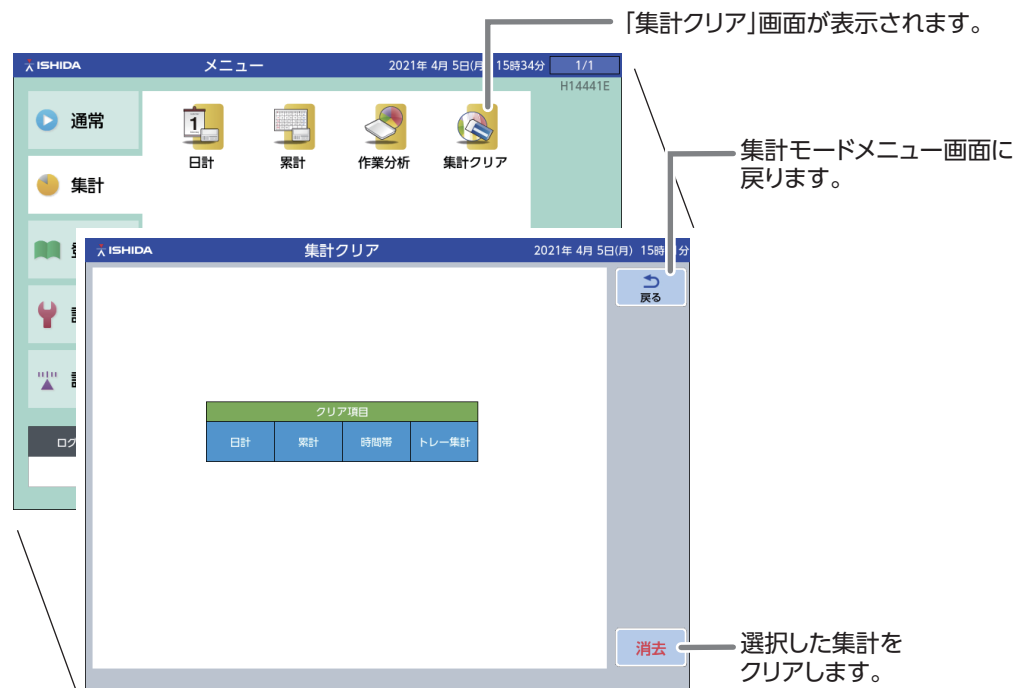 「集計クリア」画面が表示されます。
ISHIDA メニュー 2021年 4月 5日(月) 15時34分 1/1
H14441E
通常
日計 累計 作業分析 集計クリア
集計モードメニュー画面に
戻ります。
集計
ISHIDA 集計クリア 2021年 4月 5日(月) 15時 分
戻る
クリア項目
日計 累計 時間帯 トレー集計
ログ
消去
選択した集計を
クリアします。